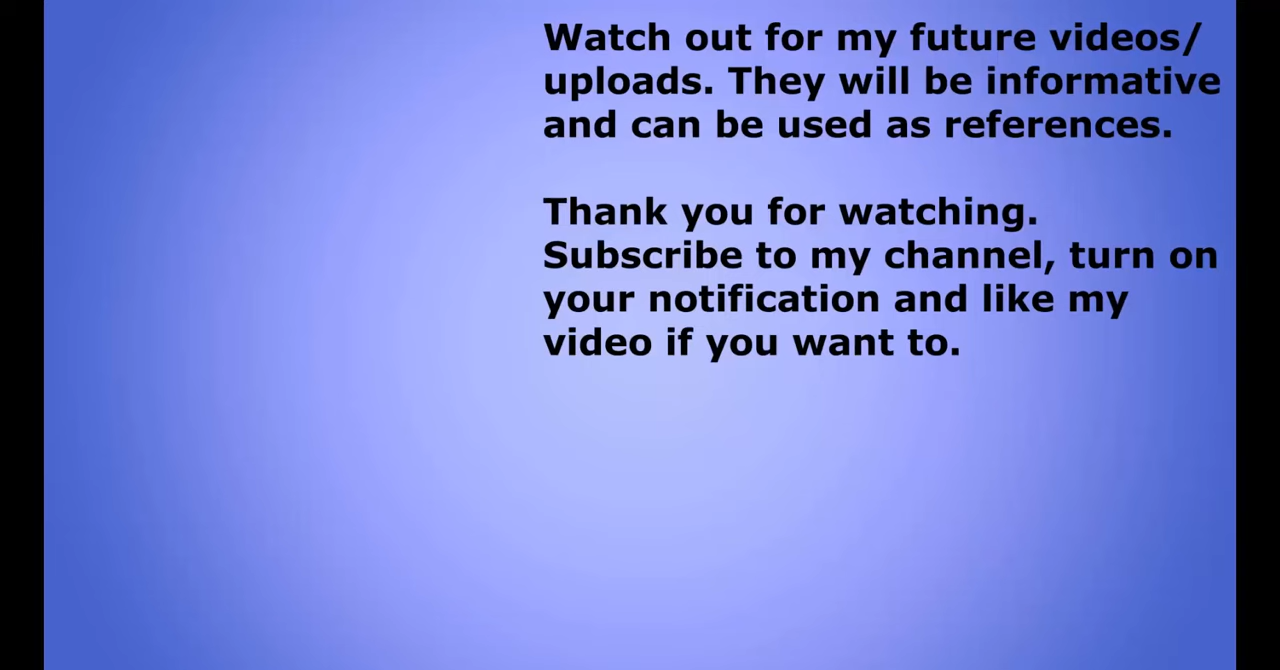 Watch out for my future videos/
uploads. They will be informative
and can be used as references.
Thank you for watching.
Subscribe to my channel, turn on
your notification and like my
video if you want to.